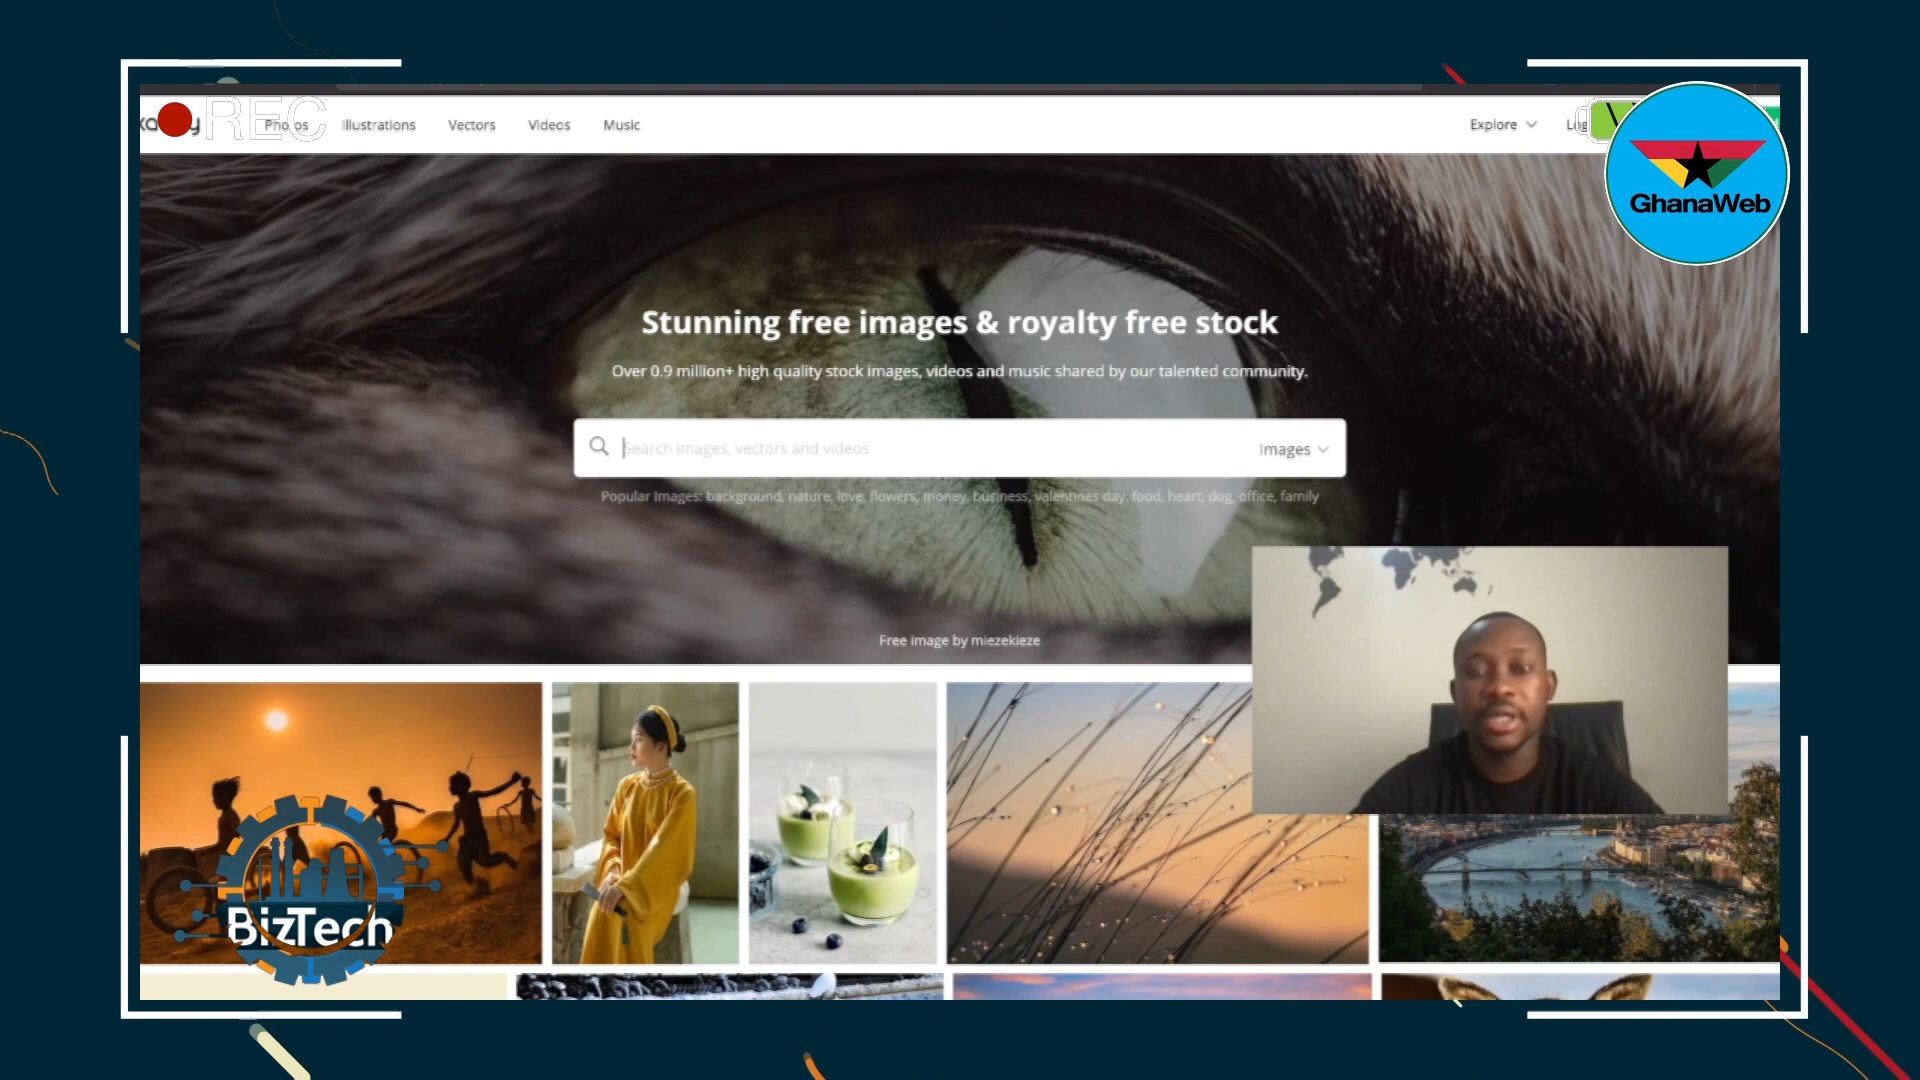 REC
Photos
Illustrations
Vectors
Videos
Music
Explore
GhanaWeb
Stunning free images & royalty free stock
Over 0.9 million+ high quality stock images, videos and music shared by our talented community.
Search images, vectors and videos
Images
Popular Images: background, nature, love, flowers, money, business, valentines day, food, heart, dog, office, family
Free image by miezekieze
BizTech